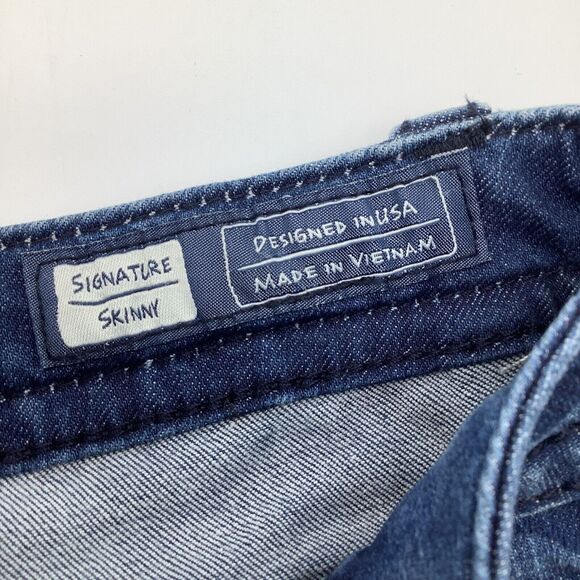 SIGNATURE
SKINNY
DESIGNED IN USA
MADE IN VIETNAM